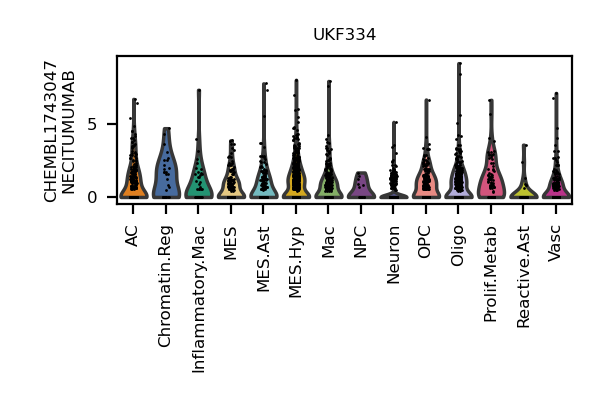 UKF334
CHEMBL1743047
NECITUMUMAB
5
0
AC
Chromatin.Reg
Inflammatory.Mac
MES
MES.Ast
MES.Hyp
Mac
NPC
Neuron
OPC
Oligo
Prolif.Metab
Reactive.Ast
Vasc